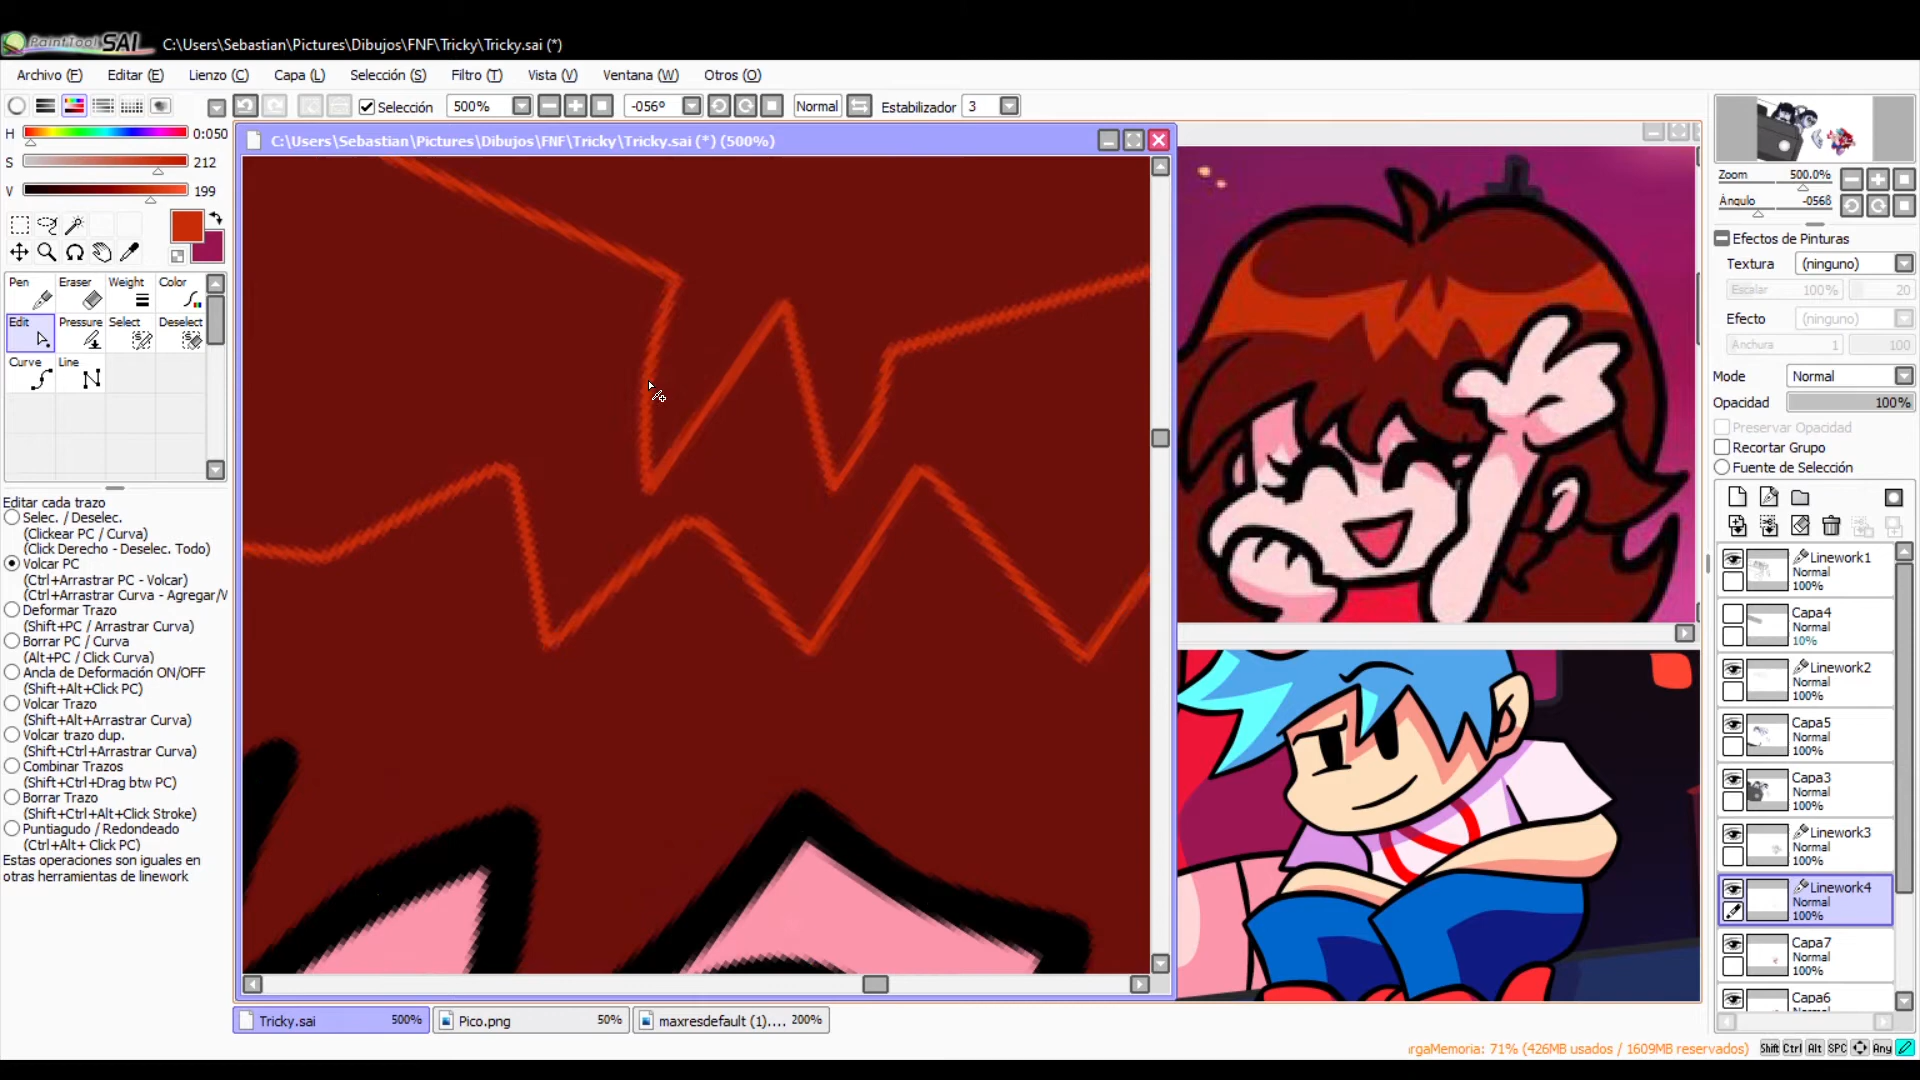 PaintTool SAI C:\Users\Sebastian\Pictures\Dibujos\FNF\Tricky\Tricky.sai (*)
Archivo (F) Editar (E) Lienzo (C) Capa (L) Selección (S) Filtro (T) Vista (V) Ventana (W) Otros (O)
Selección 500% -056º Normal Estabilizador 3
H 0:050
S 212
V 199
C:\Users\Sebastian\Pictures\Dibujos\FNF\Tricky\Tricky.sai (*) (500%)
Pen Eraser Weight Color
Edit Pressure Select Deselect
Curve Line
Editar cada trazo
Selec. / Deselec.
(Clickear PC / Curva)
(Click Derecho - Deselec. Todo)
Volcar PC
(Ctrl+Arrastrar PC - Volcar)
(Ctrl+Arrastrar Curva - Agregar/V
Deformar Trazo
(Shift+PC / Arrastrar Curva)
Borrar PC / Curva
(Alt+PC / Click Curva)
Ancla de Deformación ON/OFF
(Shift+Alt+Click PC)
Volcar Trazo
(Shift+Alt+Arrastrar Curva)
Volcar trazo dup.
(Shift+Ctrl+Arrastrar Curva)
Combinar Trazos
(Shift+Ctrl+Drag btw PC)
Borrar Trazo
(Shift+Ctrl+Alt+Click Stroke)
Puntiagudo / Redondeado
(Ctrl+Alt+ Click PC)
Estas operaciones son iguales en
otras herramientas de linework
Zoom 500.0%
Ángulo -0568
Efectos de Pinturas
Textura (ninguno)
Escalar 100% 20
Efecto (ninguno)
Anchura 1 100
Modo Normal
Opacidad 100%
Preservar Opacidad
Recortar Grupo
Fuente de Selección
Linework1
Normal
100%
Capa4
Normal
10%
Linework2
Normal
100%
Capa5
Normal
100%
Capa3
Normal
100%
Linework3
Normal
100%
Linework4
Normal
100%
Capa7
Normal
100%
Capa6
Normal
Tricky.sai 500% Pico.png 50% maxresdefault (1).... 200%
rgaMemoria: 71% (426MB usados / 1609MB reservados) Shift Ctrl Alt SPC Any